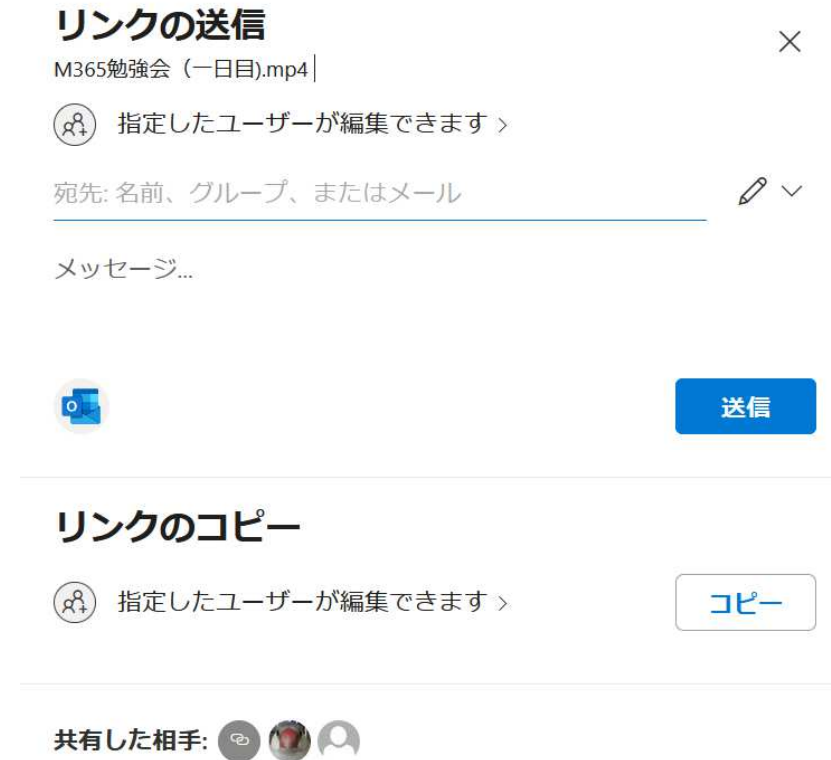 リンクの送信
M365勉強会（一日目).mp4
指定したユーザーが編集できます
宛先: 名前、グループ、またはメール
メッセージ...
送信
リンクのコピー
指定したユーザーが編集できます
コピー
共有した相手: